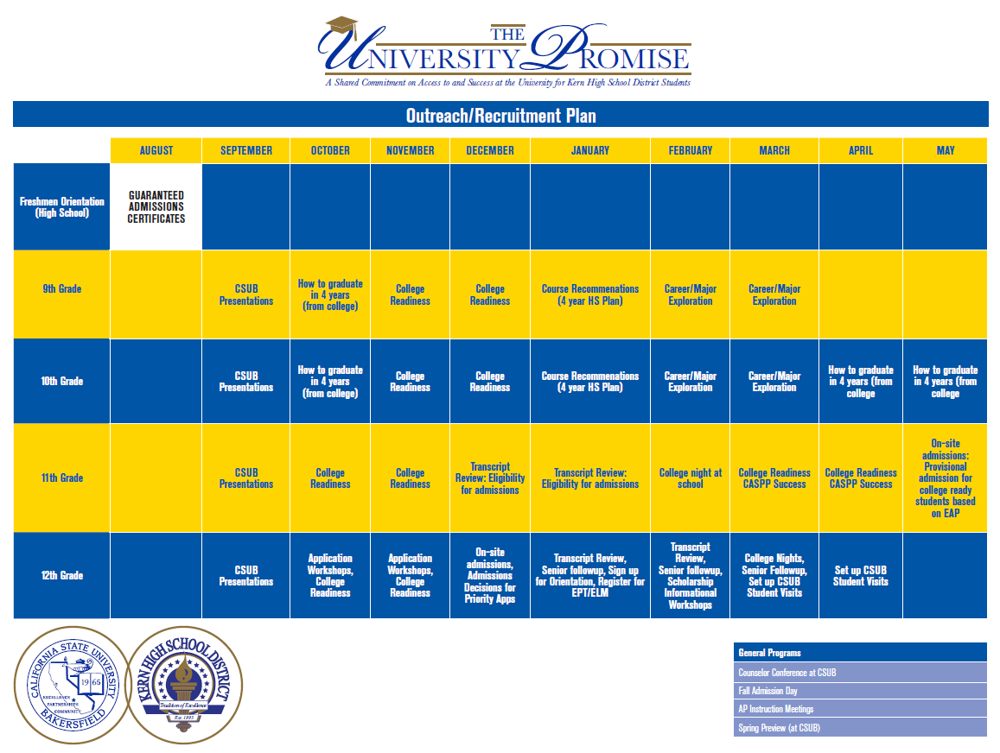 THE
UNIVERSITY PROMISE
A Shared Commitment on Access to and Success at the University for Kern High School District Students
Outreach/Recruitment Plan
AUGUST SEPTEMBER OCTOBER NOVEMBER DECEMBER JANUARY FEBRUARY MARCH APRIL MAY
Freshmen Orientation
(High School)
GUARANTEED
ADMISSIONS
CERTIFICATES
9th Grade
CSUB
Presentations
How to graduate
in 4 years
(from college)
College
Readiness
College
Readiness
Course Recommenations
(4 year HS Plan)
Career/Major
Exploration
Career/Major
Exploration
10th Grade
CSUB
Presentations
How to graduate
in 4 years
(from college)
College
Readiness
College
Readiness
Course Recommenations
(4 year HS Plan)
Career/Major
Exploration
Career/Major
Exploration
How to graduate
in 4 years (from
college
How to graduate
in 4 years (from
college
11th Grade
CSUB
Presentations
College
Readiness
College
Readiness
Transcript
Review: Eligibility
for admissions
Transcript Review:
Eligibility for admissions
College night at
school
College Readiness
CASPP Success
College Readiness
CASPP Success
On-site
admissions:
Provisional
admission for
college ready
students based
on EAP
12th Grade
CSUB
Presentations
Application
Workshops,
College
Readiness
Application
Workshops,
College
Readiness
On-site
admissions,
Admissions
Decisions for
Priority Apps
Transcript Review,
Senior followup, Sign up
for Orientation, Register for
EPT/ELM
Transcript
Review,
Senior followup,
Scholarship
Informational
Workshops
College Nights,
Senior Followup,
Set up CSUB
Student Visits
Set up CSUB
Student Visits
CALIFORNIA STATE UNIVERSITY
BAKERSFIELD
1965
EXCELLENCE
PARTNERSHIPS
COMMUNITY
KERN HIGH SCHOOL DISTRICT
Tradition of Excellence
Est. 1893
General Programs
Counselor Conference at CSUB
Fall Admission Day
AP Instruction Meetings
Spring Preview (at CSUB)